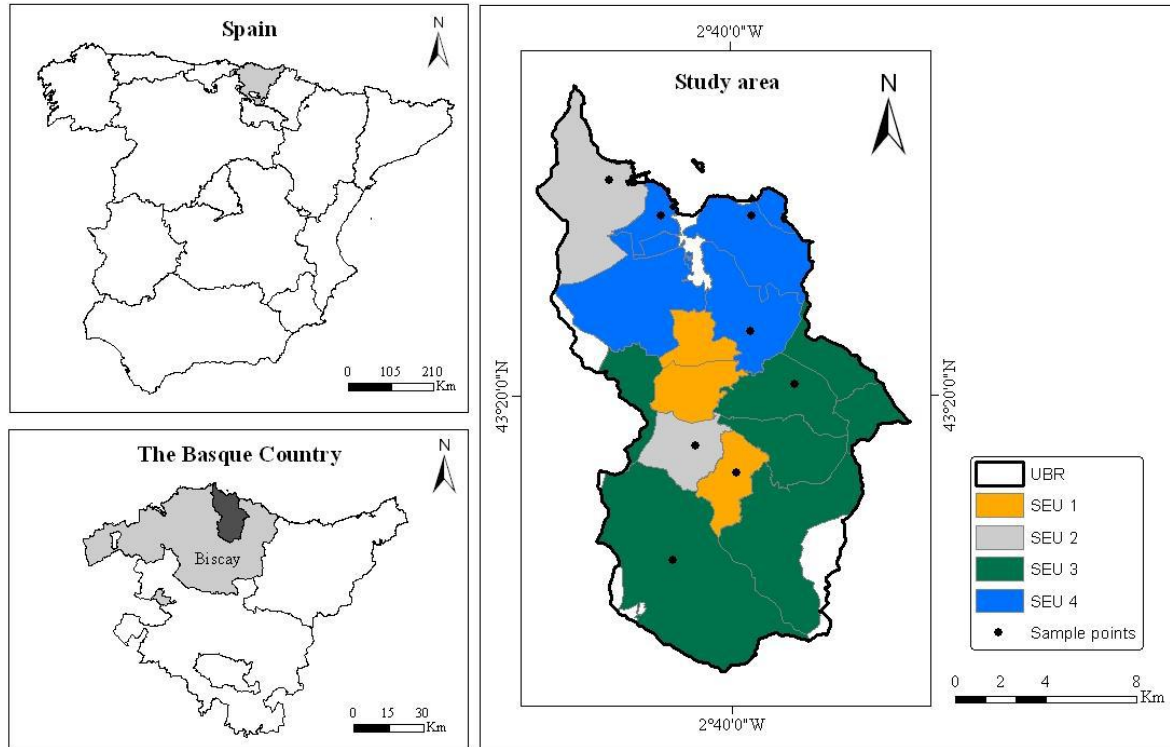 Spain
N
0 105 210
Km
The Basque Country
N
Biscay
0 15 30
Km
2°40'0"W
Study area
N
43°20'0"N
43°20'0"N
2°40'0"W
UBR
SEU 1
SEU 2
SEU 3
SEU 4
Sample points
0 2 4 8
Km